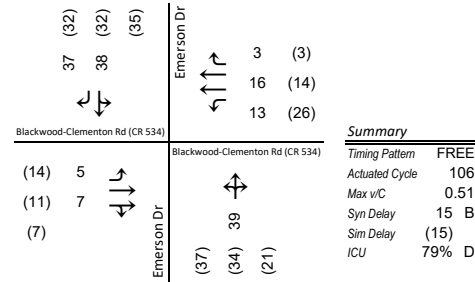 (32) (32) (35)
37 38
Emerson Dr
3 (3)
16 (14)
13 (26)
Blackwood-Clementon Rd (CR 534)
Blackwood-Clementon Rd (CR 534)
(14) 5
(11) 7
(7)
Emerson Dr
39
(37) (34) (21)
Summary
Timing Pattern FREE
Actuated Cycle 106
Max v/C 0.51
Syn Delay 15 B
Sim Delay (15)
ICU 79% D